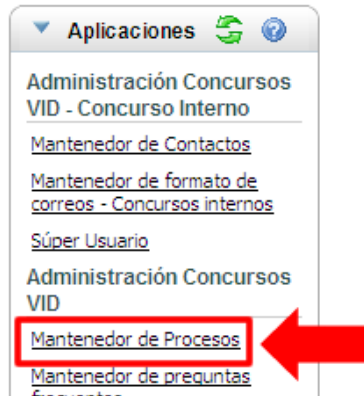 Aplicaciones
Administración Concursos
VID - Concurso Interno
Mantenedor de Contactos
Mantenedor de formato de
correos - Concursos internos
Súper Usuario
Administración Concursos
VID
Mantenedor de Procesos
Mantenedor de preguntas
frecuentes